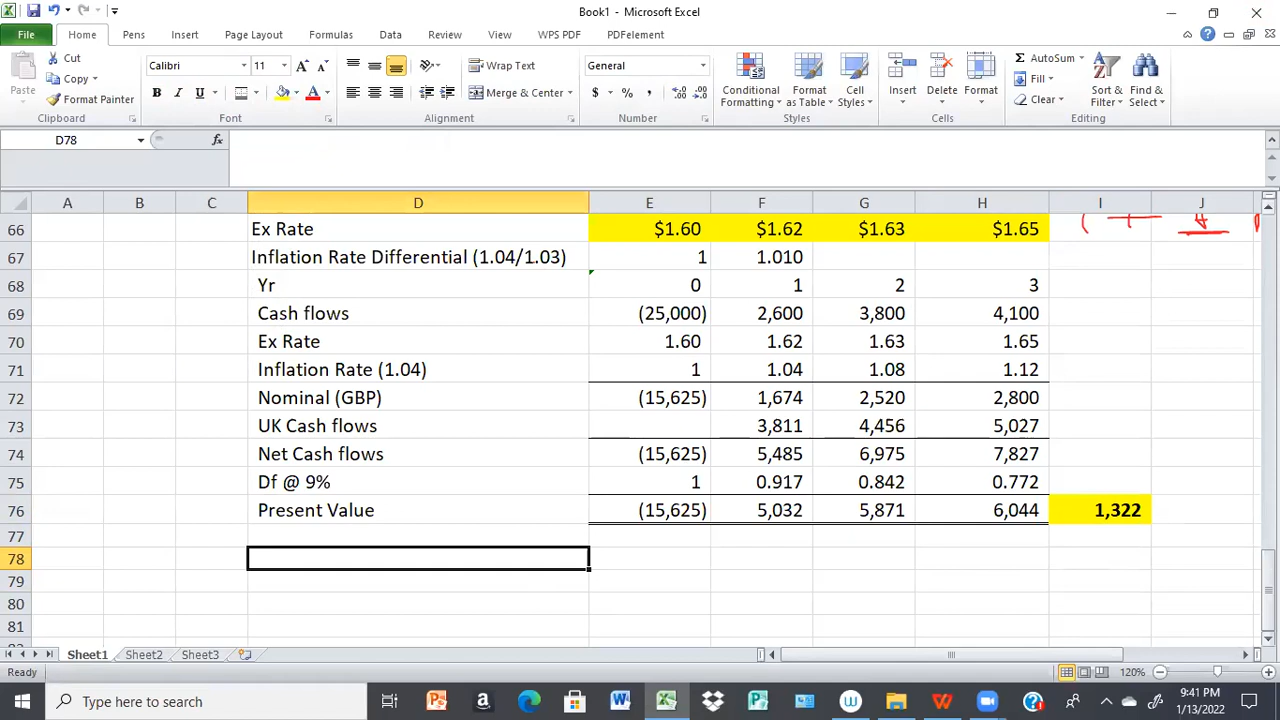 Book1 - Microsoft Excel
File Home Pens Insert Page Layout Formulas Data Review View WPS PDF PDFelement
Paste Cut Copy Format Painter Clipboard
Calibri 11 A A B I U A Font
Wrap Text Merge & Center Alignment
General $ % , Number
Conditional Formatting Format as Table Cell Styles Styles
Insert Delete Format Cells
Σ AutoSum Fill Clear Sort & Filter Find & Select Editing
D78 fx
A B C D E F G H I J
66 Ex Rate $1.60 $1.62 $1.63 $1.65
67 Inflation Rate Differential (1.04/1.03) 1 1.010
68 Yr 0 1 2 3
69 Cash flows (25,000) 2,600 3,800 4,100
70 Ex Rate 1.60 1.62 1.63 1.65
71 Inflation Rate (1.04) 1 1.04 1.08 1.12
72 Nominal (GBP) (15,625) 1,674 2,520 2,800
73 UK Cash flows 3,811 4,456 5,027
74 Net Cash flows (15,625) 5,485 6,975 7,827
75 Df @ 9% 1 0.917 0.842 0.772
76 Present Value (15,625) 5,032 5,871 6,044 1,322
77
78
79
80
81
Sheet1 Sheet2 Sheet3
Ready 120%
Type here to search 9:41 PM
1/13/2022